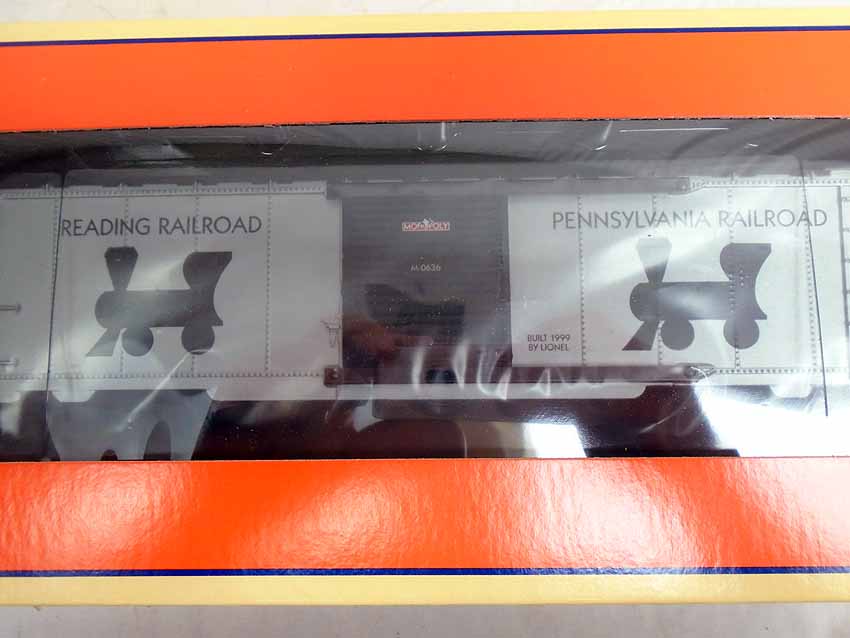 READING RAILROAD
MONOPOLY
M 0636
PENNSYLVANIA RAILROAD
BUILT 1999
BY LIONEL